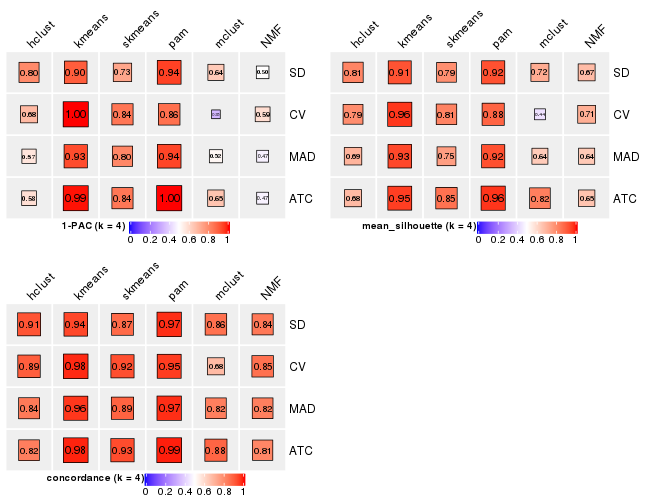 hclust kmeans skmeans pam mclust NMF
0.80 0.90 0.73 0.94 0.64 0.50 SD
0.68 1.00 0.84 0.86 0.59 CV
0.57 0.93 0.80 0.94 0.52 0.47 MAD
0.58 0.99 0.84 1.00 0.65 0.47 ATC
1-PAC (k = 4)
0 0.2 0.4 0.6 0.8 1
hclust kmeans skmeans pam mclust NMF
0.81 0.91 0.79 0.92 0.72 0.67 SD
0.79 0.96 0.81 0.88 0.44 0.71 CV
0.69 0.93 0.75 0.92 0.64 0.64 MAD
0.68 0.95 0.85 0.96 0.82 0.65 ATC
mean_silhouette (k = 4)
0 0.2 0.4 0.6 0.8 1
hclust kmeans skmeans pam mclust NMF
0.91 0.94 0.87 0.97 0.86 0.84 SD
0.89 0.98 0.92 0.95 0.68 0.85 CV
0.84 0.96 0.89 0.97 0.82 0.82 MAD
0.82 0.98 0.93 0.99 0.88 0.81 ATC
concordance (k = 4)
0 0.2 0.4 0.6 0.8 1